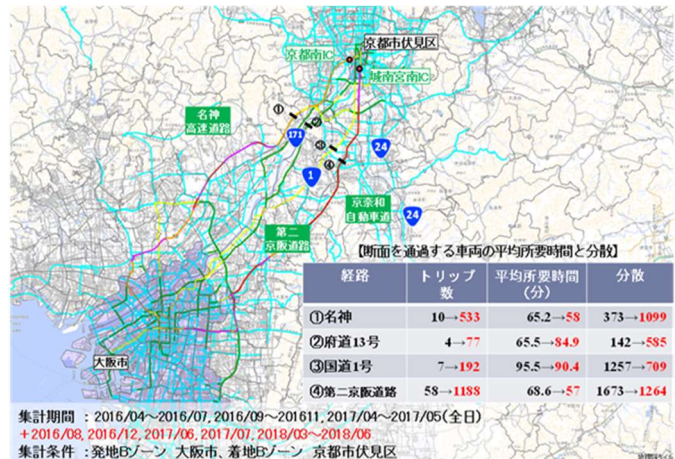 京都市伏見区
京都南IC
城南宮南IC
名神
高速道路
①
②
171
③
24
④
1
京奈和
自動車道
24
第二
京阪道路
【断面を通過する車両の平均所要時間と分散】
経路 トリップ数 平均所要時間（分） 分散
①名神 10→533 65.2→58 373→1099
②府道13号 4→77 65.5→84.9 142→585
③国道1号 7→192 95.5→90.4 1257→709
④第二京阪道路 58→1188 68.6→57 1673→1264
大阪市
集計期間 ：2016/04～2016/07, 2016/09～201611, 2017/04～2017/05（全日）
＋2016/08, 2016/12, 2017/06, 2017/07, 2018/03～2018/06
集計条件 ：発地Bゾーン 大阪市、着地Bゾーン 京都市伏見区